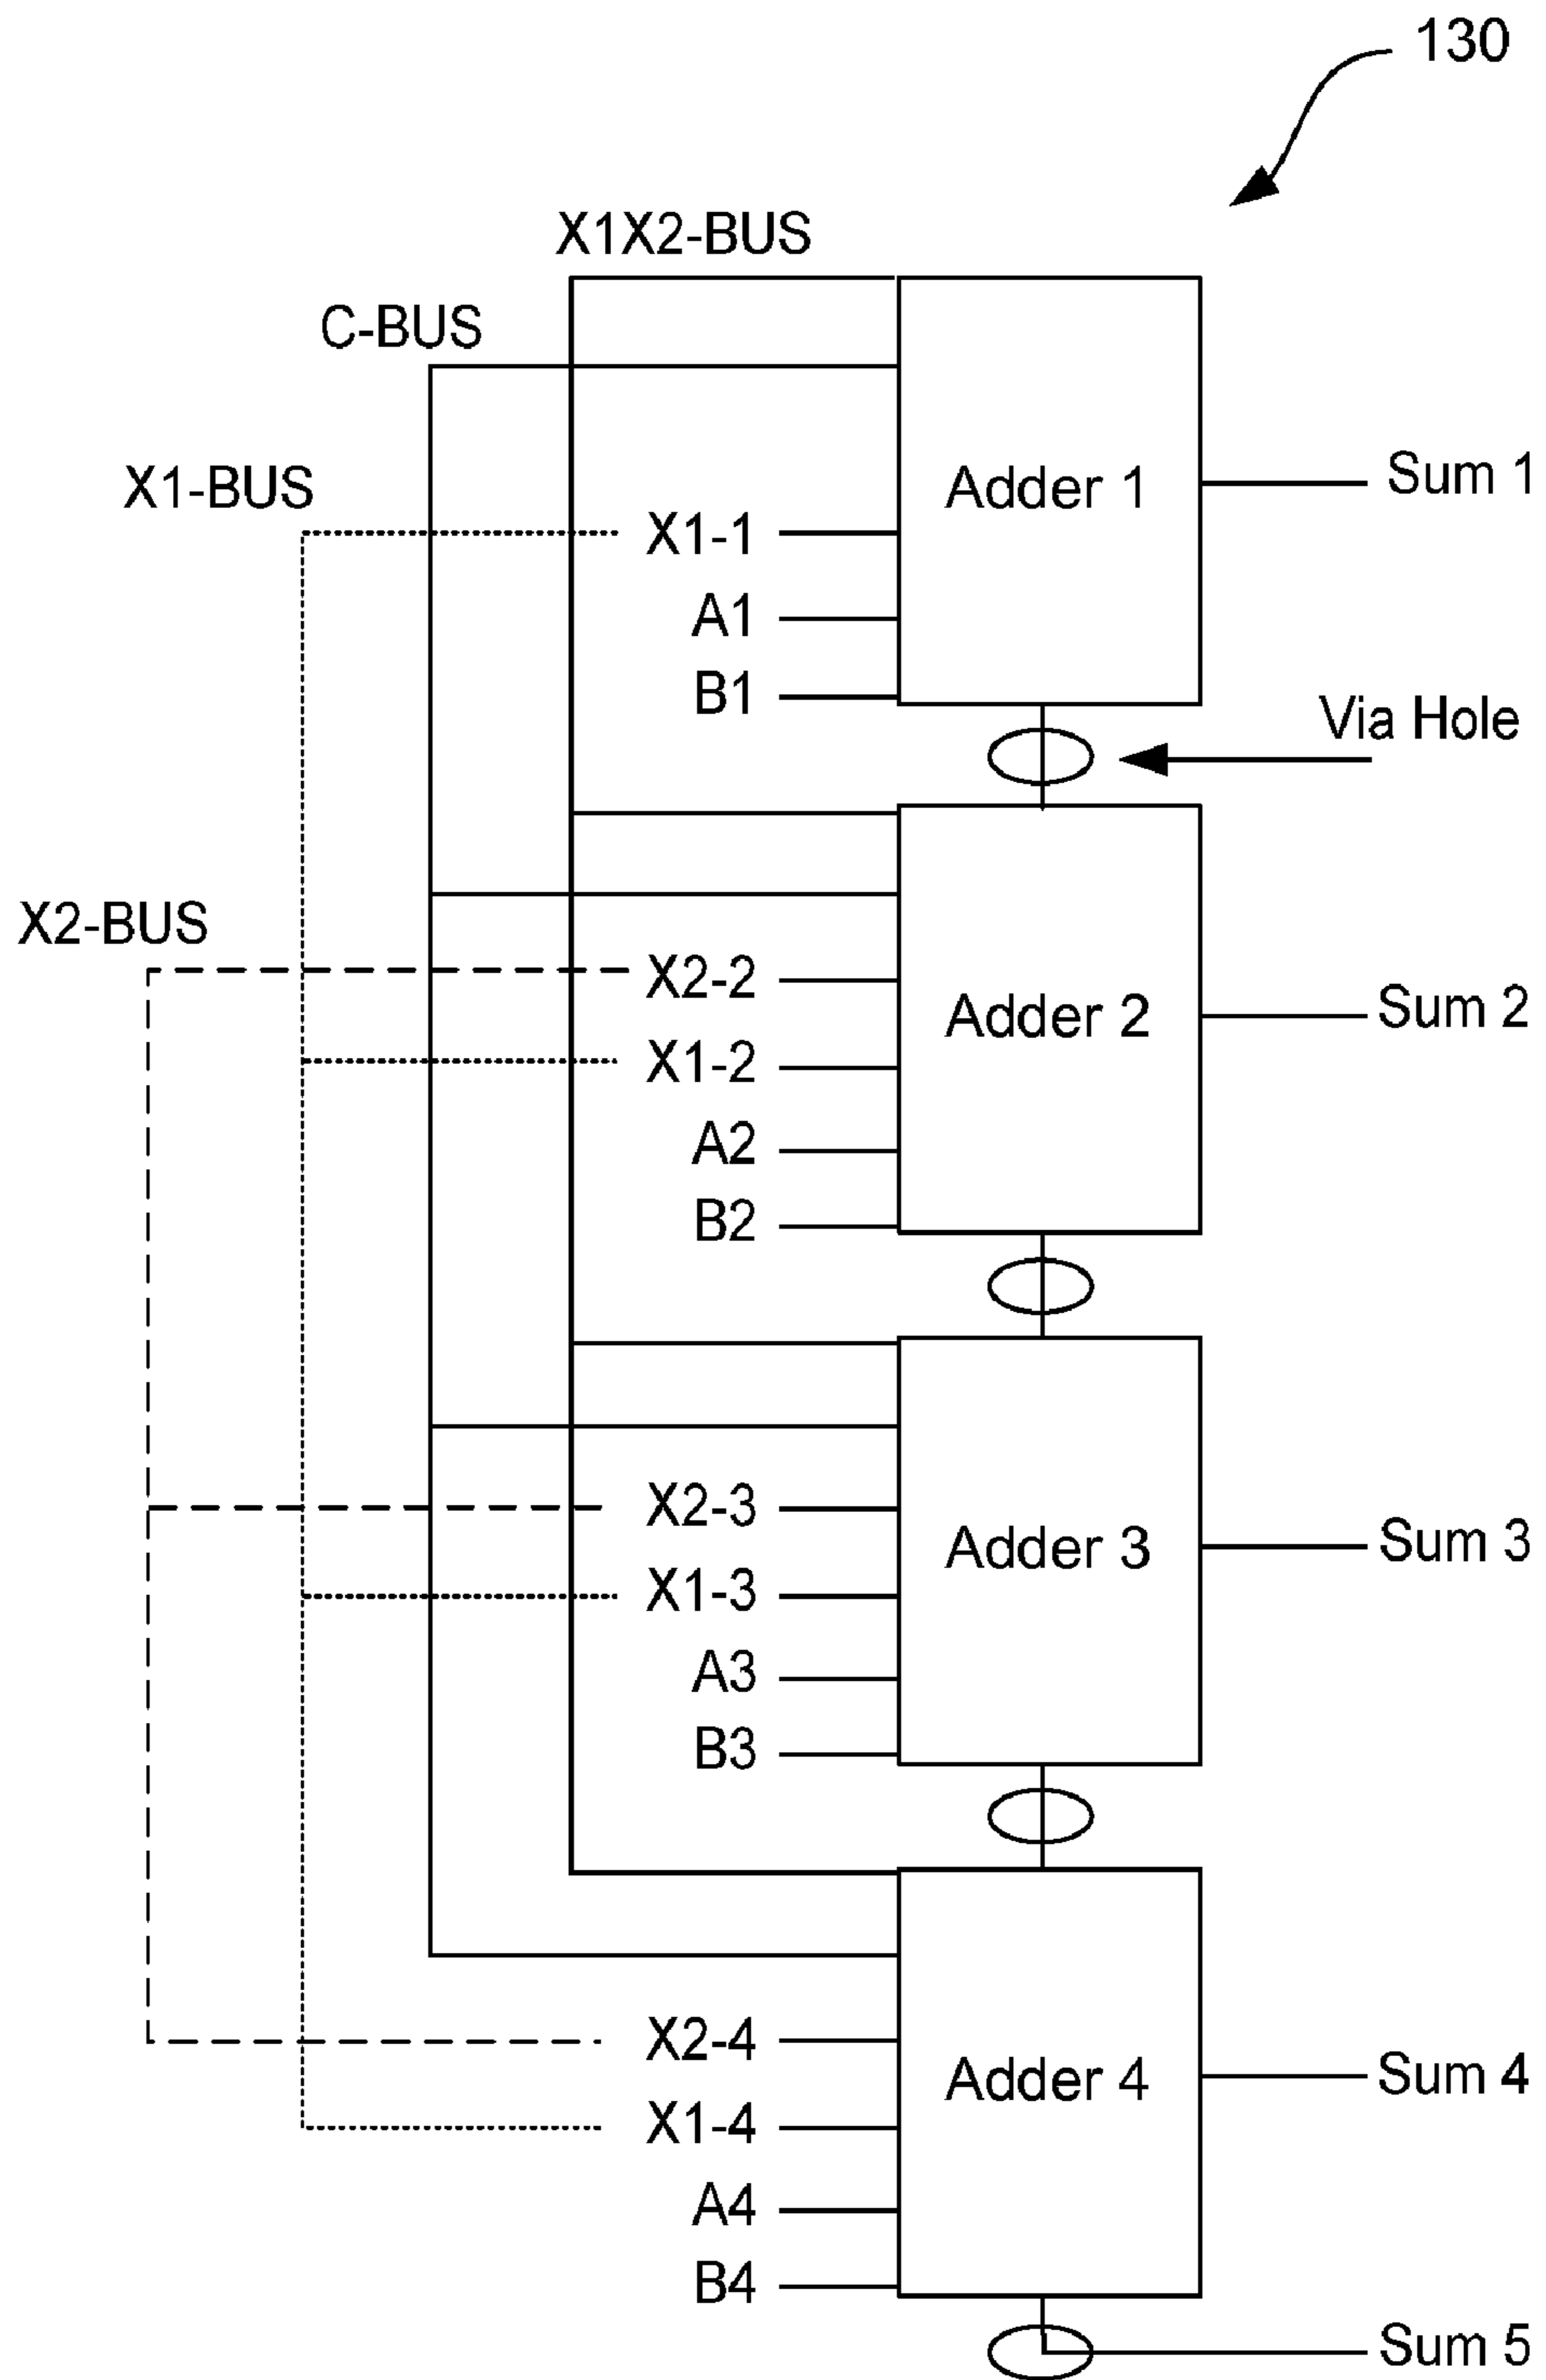 130
X1X2-BUS
C-BUS
X1-BUS
Adder 1
Sum 1
X1-1
A1
B1
Via Hole
X2-BUS
X2-2
Adder 2
Sum 2
X1-2
A2
B2
X2-3
Adder 3
Sum 3
X1-3
A3
B3
X2-4
Adder 4
Sum 4
X1-4
A4
B4
Sum 5